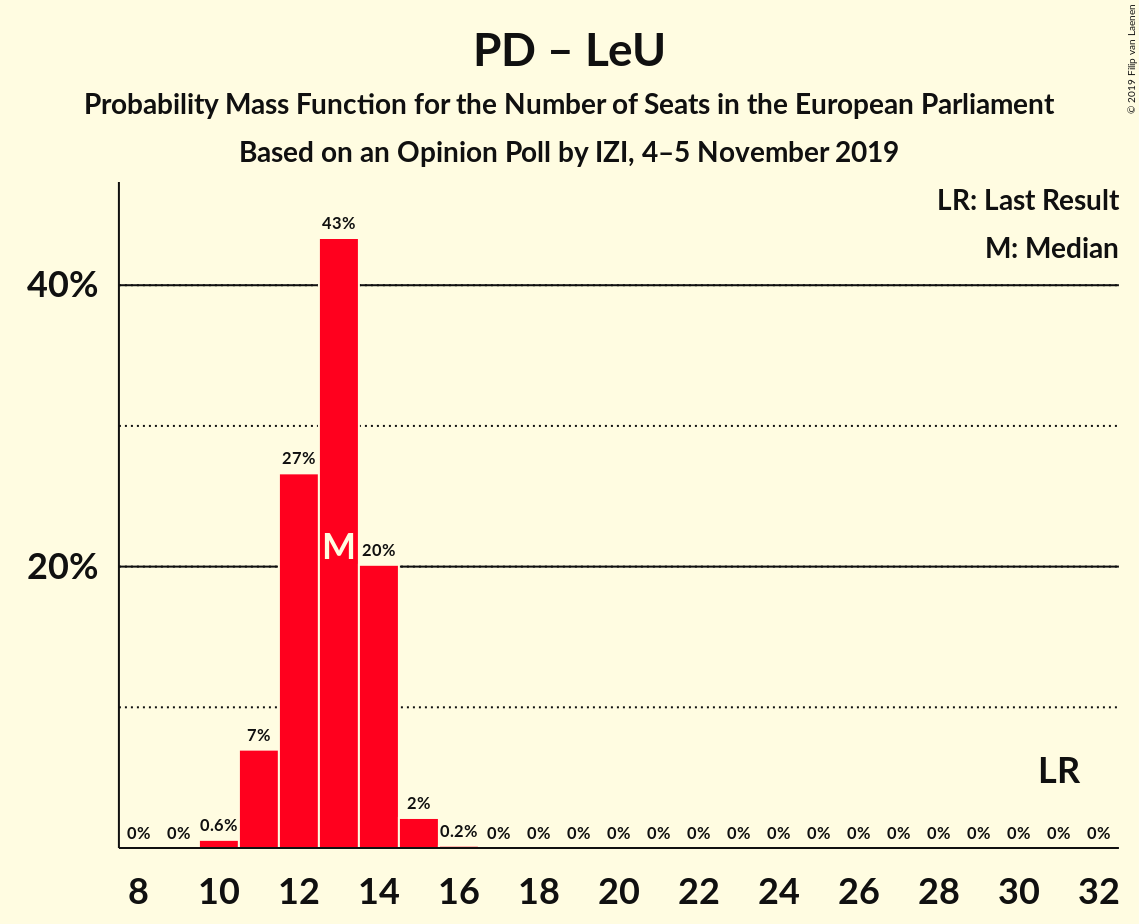 PD – LeU
Probability Mass Function for the Number of Seats in the European Parliament
Based on an Opinion Poll by IZI, 4–5 November 2019
© 2019 Filip van Laenen
LR: Last Result
M: Median
43%
40%
27%
M
20%
20%
7%
LR
0% 0% 0.6% 2% 0.2% 0% 0% 0% 0% 0% 0% 0% 0% 0% 0% 0% 0% 0% 0% 0% 0%
8 10 12 14 16 18 20 22 24 26 28 30 32